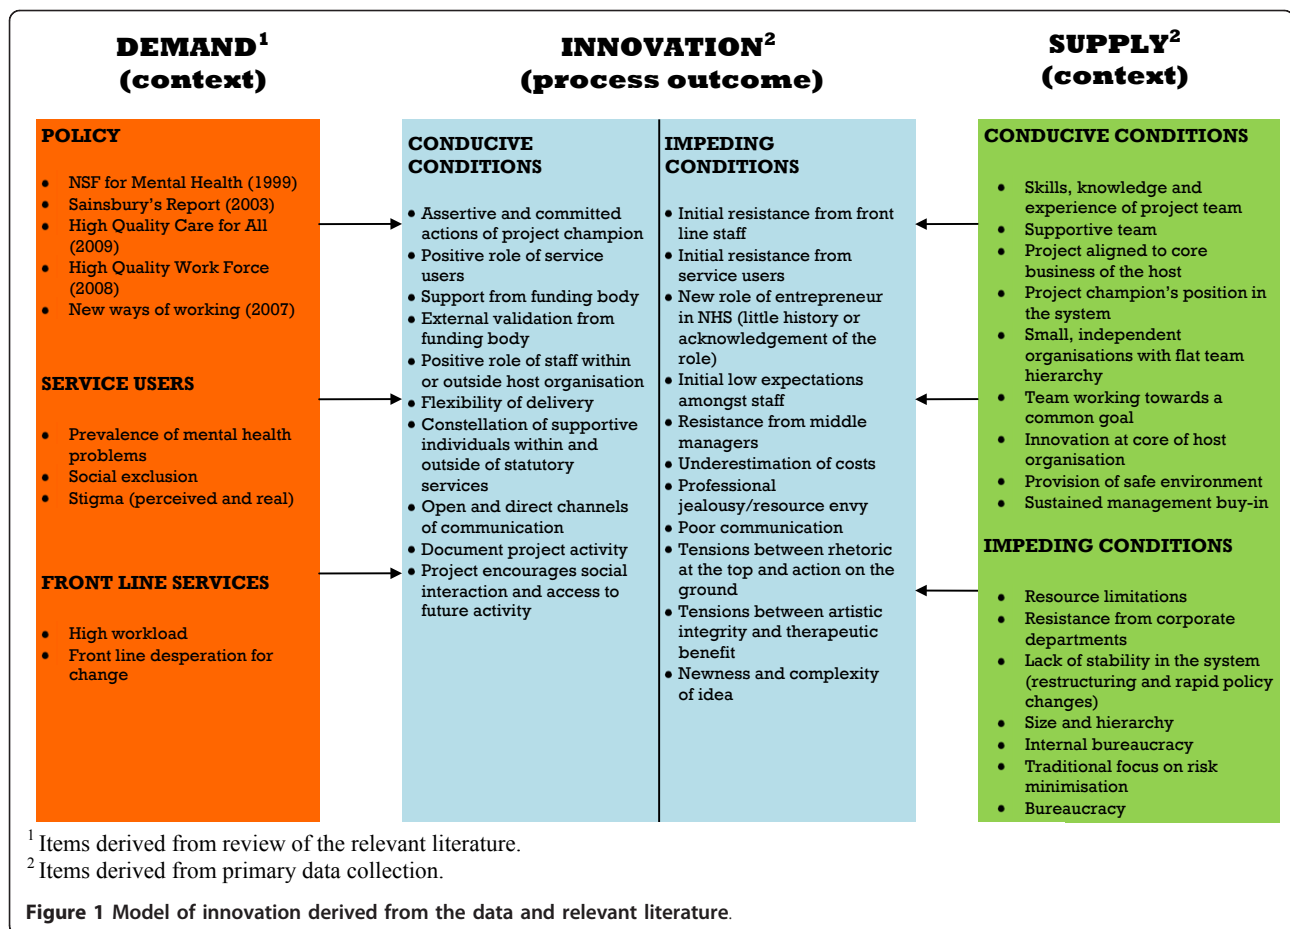 DEMAND¹
(context)
INNOVATION²
(process outcome)
SUPPLY²
(context)
POLICY
• NSF for Mental Health (1999)
• Sainsbury's Report (2003)
• High Quality Care for All
(2009)
• High Quality Work Force
(2008)
• New ways of working (2007)
SERVICE USERS
• Prevalence of mental health
problems
• Social exclusion
• Stigma (perceived and real)
FRONT LINE SERVICES
• High workload
• Front line desperation for
change
CONDUCIVE
CONDITIONS
• Assertive and committed
actions of project champion
• Positive role of service
users
• Support from funding body
• External validation from
funding body
• Positive role of staff within
or outside host organisation
• Flexibility of delivery
• Constellation of supportive
individuals within and
outside of statutory
services
• Open and direct channels
of communication
• Document project activity
• Project encourages social
interaction and access to
future activity
IMPEDING
CONDITIONS
• Initial resistance from front
line staff
• Initial resistance from
service users
• New role of entrepreneur
in NHS (little history or
acknowledgement of the
role)
• Initial low expectations
amongst staff
• Resistance from middle
managers
• Underestimation of costs
• Professional
jealousy/resource envy
• Poor communication
• Tensions between rhetoric
at the top and action on the
ground
• Tensions between artistic
integrity and therapeutic
benefit
• Newness and complexity
of idea
CONDUCIVE CONDITIONS
• Skills, knowledge and
experience of project team
• Supportive team
• Project aligned to core
business of the host
• Project champion's position in
the system
• Small, independent
organisations with flat team
hierarchy
• Team working towards a
common goal
• Innovation at core of host
organisation
• Provision of safe environment
• Sustained management buy-in
IMPEDING CONDITIONS
• Resource limitations
• Resistance from corporate
departments
• Lack of stability in the system
(restructuring and rapid policy
changes)
• Size and hierarchy
• Internal bureaucracy
• Traditional focus on risk
minimisation
• Bureaucracy
¹ Items derived from review of the relevant literature.
² Items derived from primary data collection.
Figure 1 Model of innovation derived from the data and relevant literature.